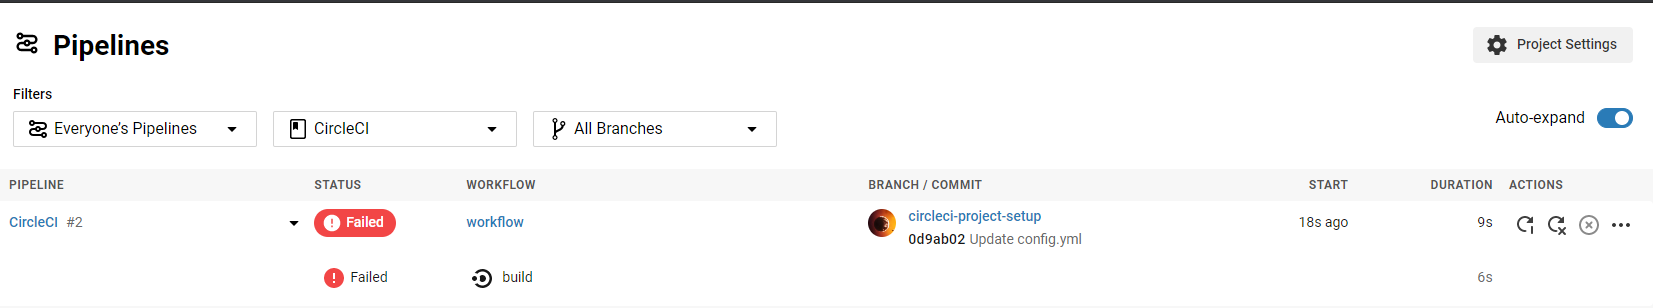 Pipelines
Project Settings
Filters
Everyone's Pipelines
CircleCI
All Branches
Auto-expand
PIPELINE STATUS WORKFLOW BRANCH / COMMIT START DURATION ACTIONS
CircleCI #2 Failed workflow circleci-project-setup 18s ago 9s
0d9ab02 Update config.yml
Failed build 6s